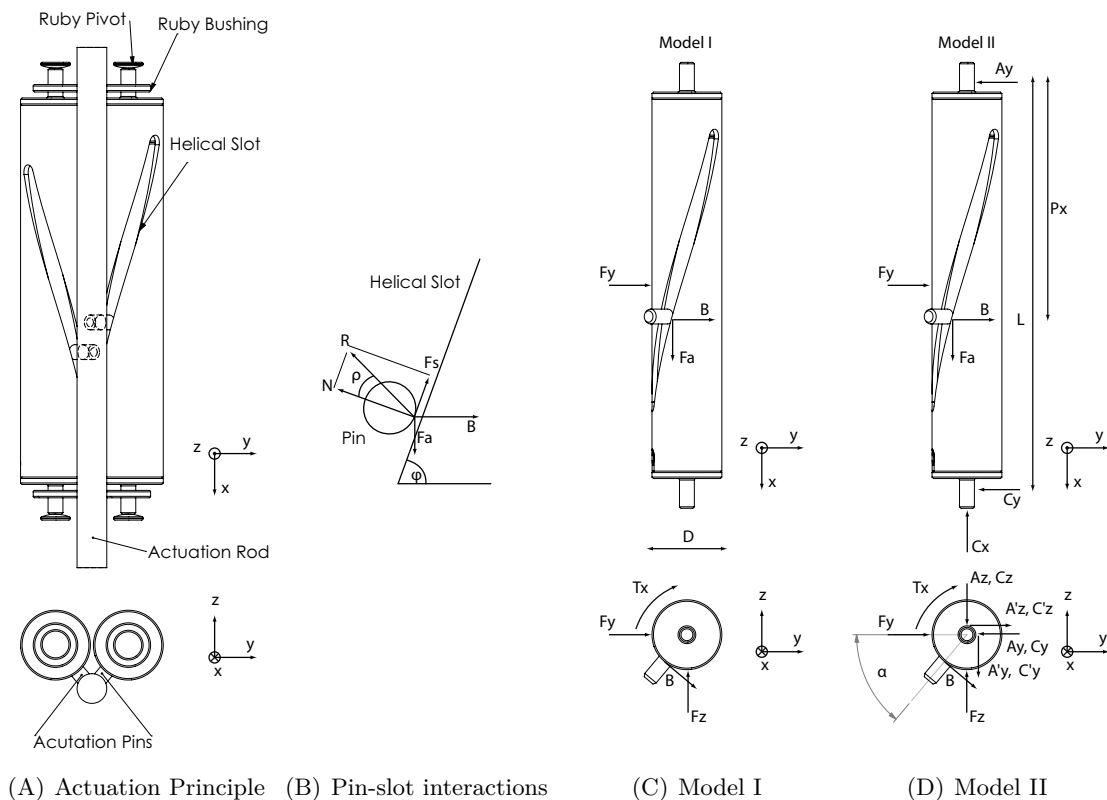 Ruby Pivot
Ruby Bushing
Helical Slot
z
y
x
Actuation Rod
z
y
x
Acutation Pins
(A) Actuation Principle
Helical Slot
R
Fs
ρ
N
Pin
Fa
B
φ
(B) Pin-slot interactions
Model I
Fy
B
Fa
z
y
x
D
Tx
Fy
B
Fz
z
y
x
(C) Model I
Model II
Ay
Px
Fy
B
L
Fa
z
y
x
Cy
Cx
Tx
Az, Cz
A'z, C'z
Fy
Ay, Cy
A'y, C'y
α
B
Fz
z
y
x
(D) Model II